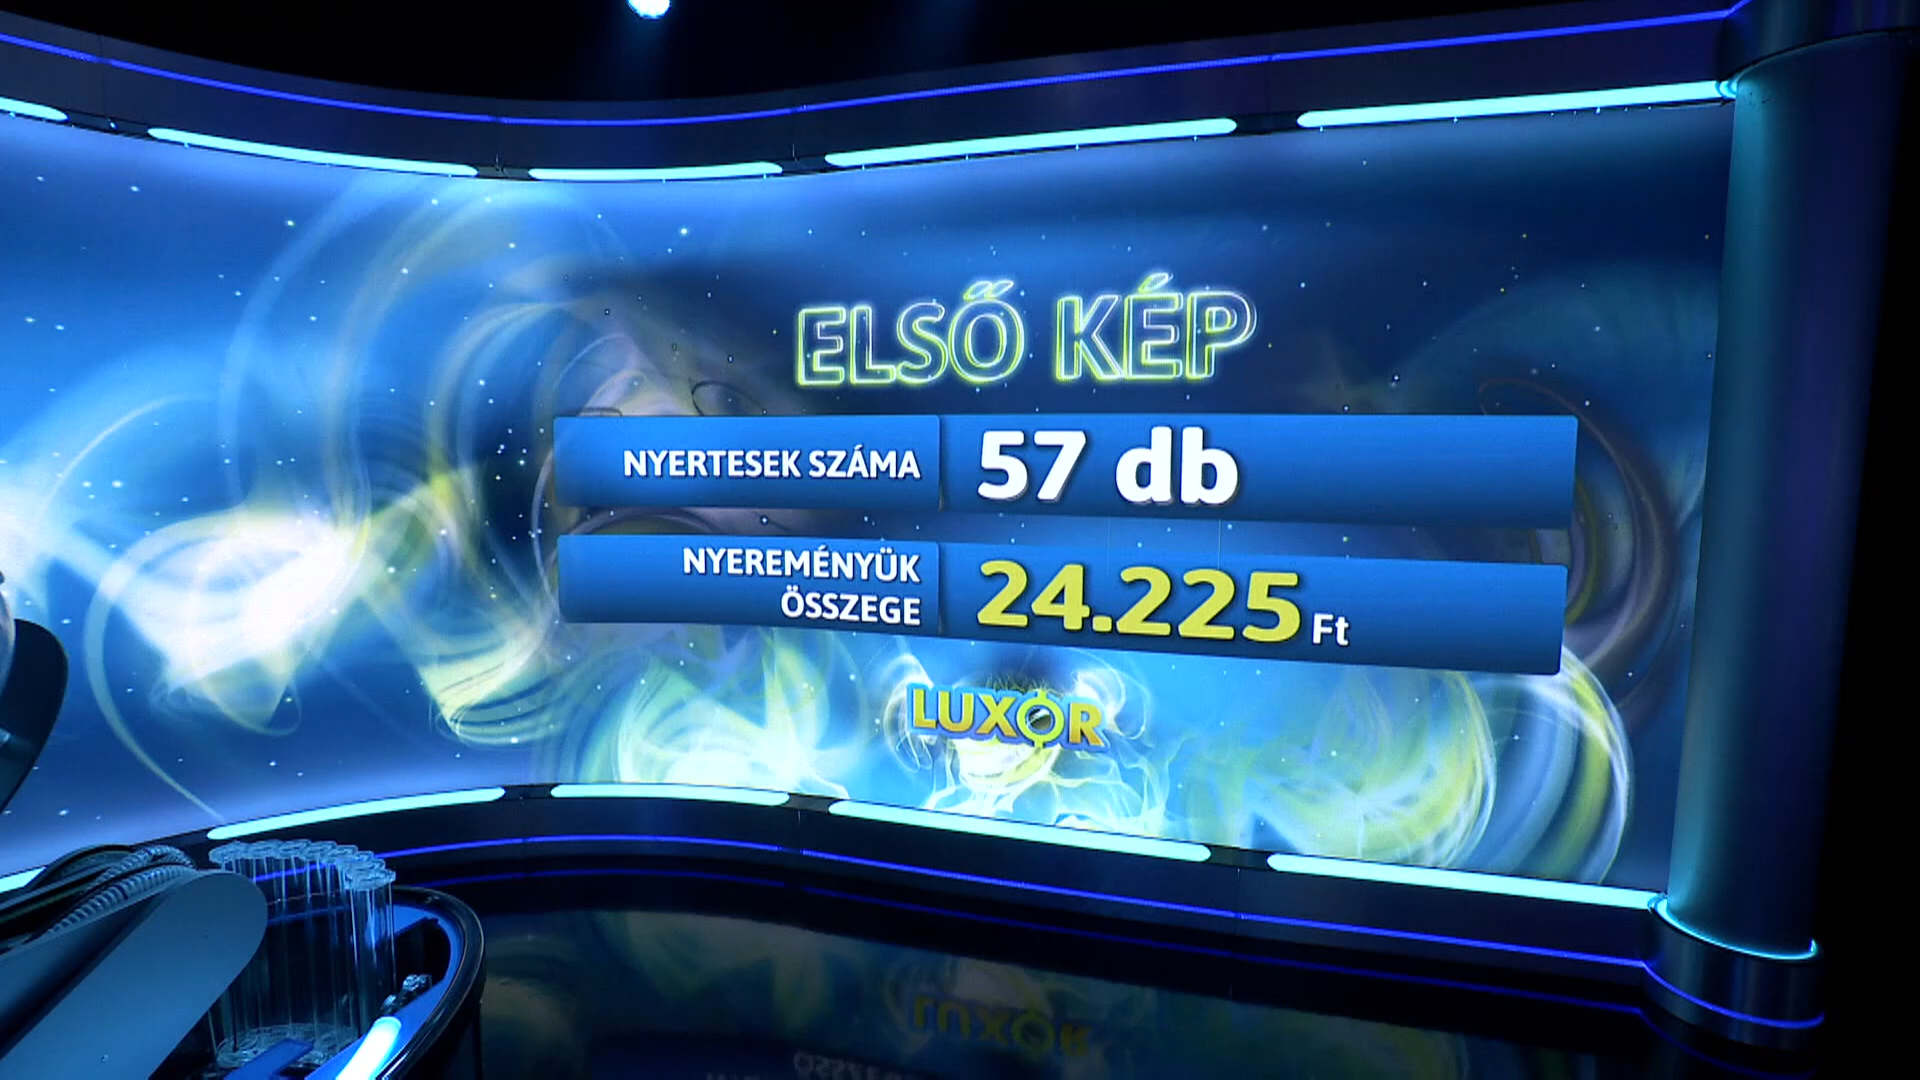 ELSŐ KÉP
NYERTESEK SZÁMA
57 db
NYEREMÉNYÜK
ÖSSZEGE
24.225 Ft
LUXOR